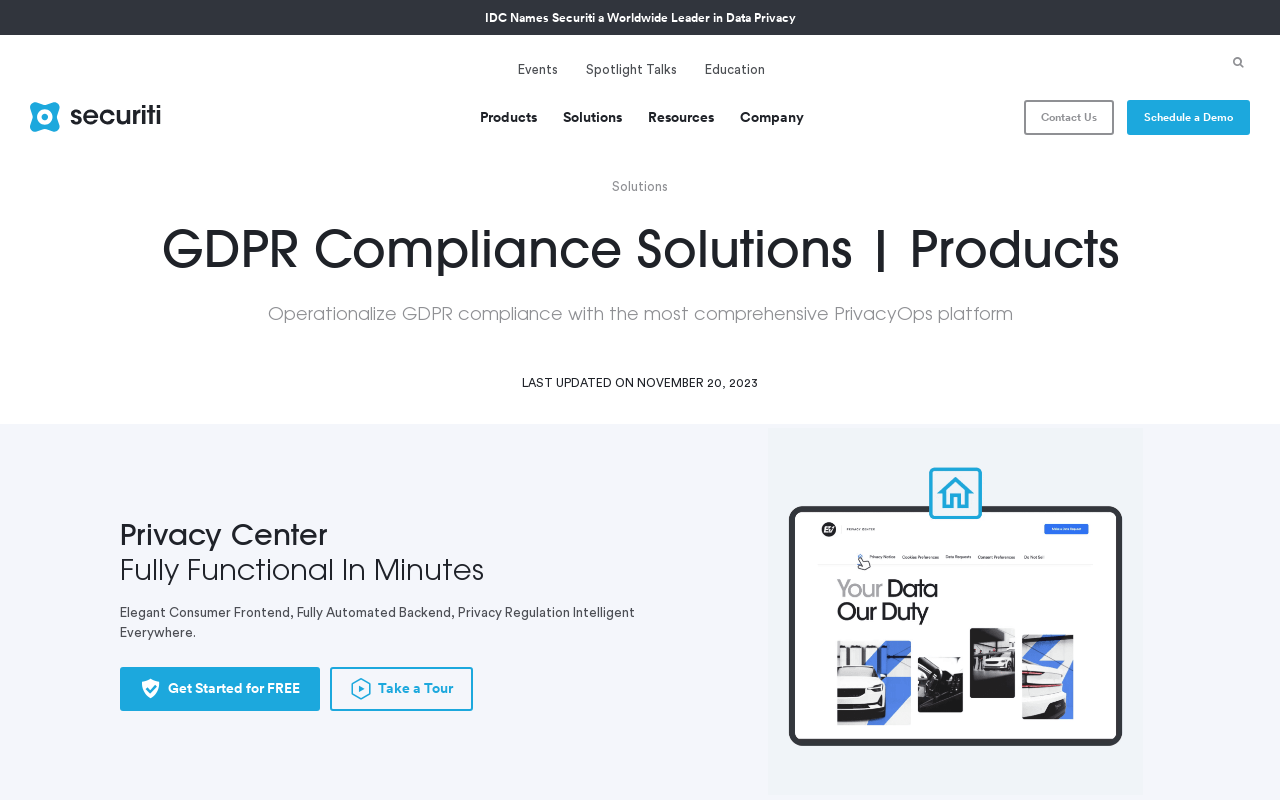 IDC Names Securiti a Worldwide Leader in Data Privacy
Events Spotlight Talks Education
securiti
Products Solutions Resources Company
Contact Us
Schedule a Demo
Solutions
GDPR Compliance Solutions | Products
Operationalize GDPR compliance with the most comprehensive PrivacyOps platform
LAST UPDATED ON NOVEMBER 20, 2023
Privacy Center
Fully Functional In Minutes
Elegant Consumer Frontend, Fully Automated Backend, Privacy Regulation Intelligent
Everywhere.
Get Started for FREE
Take a Tour
EV PRIVACY CENTER
Privacy Notice Cookies Preferences Data Requests Consent Preferences Do Not Sell
Your Data
Our Duty